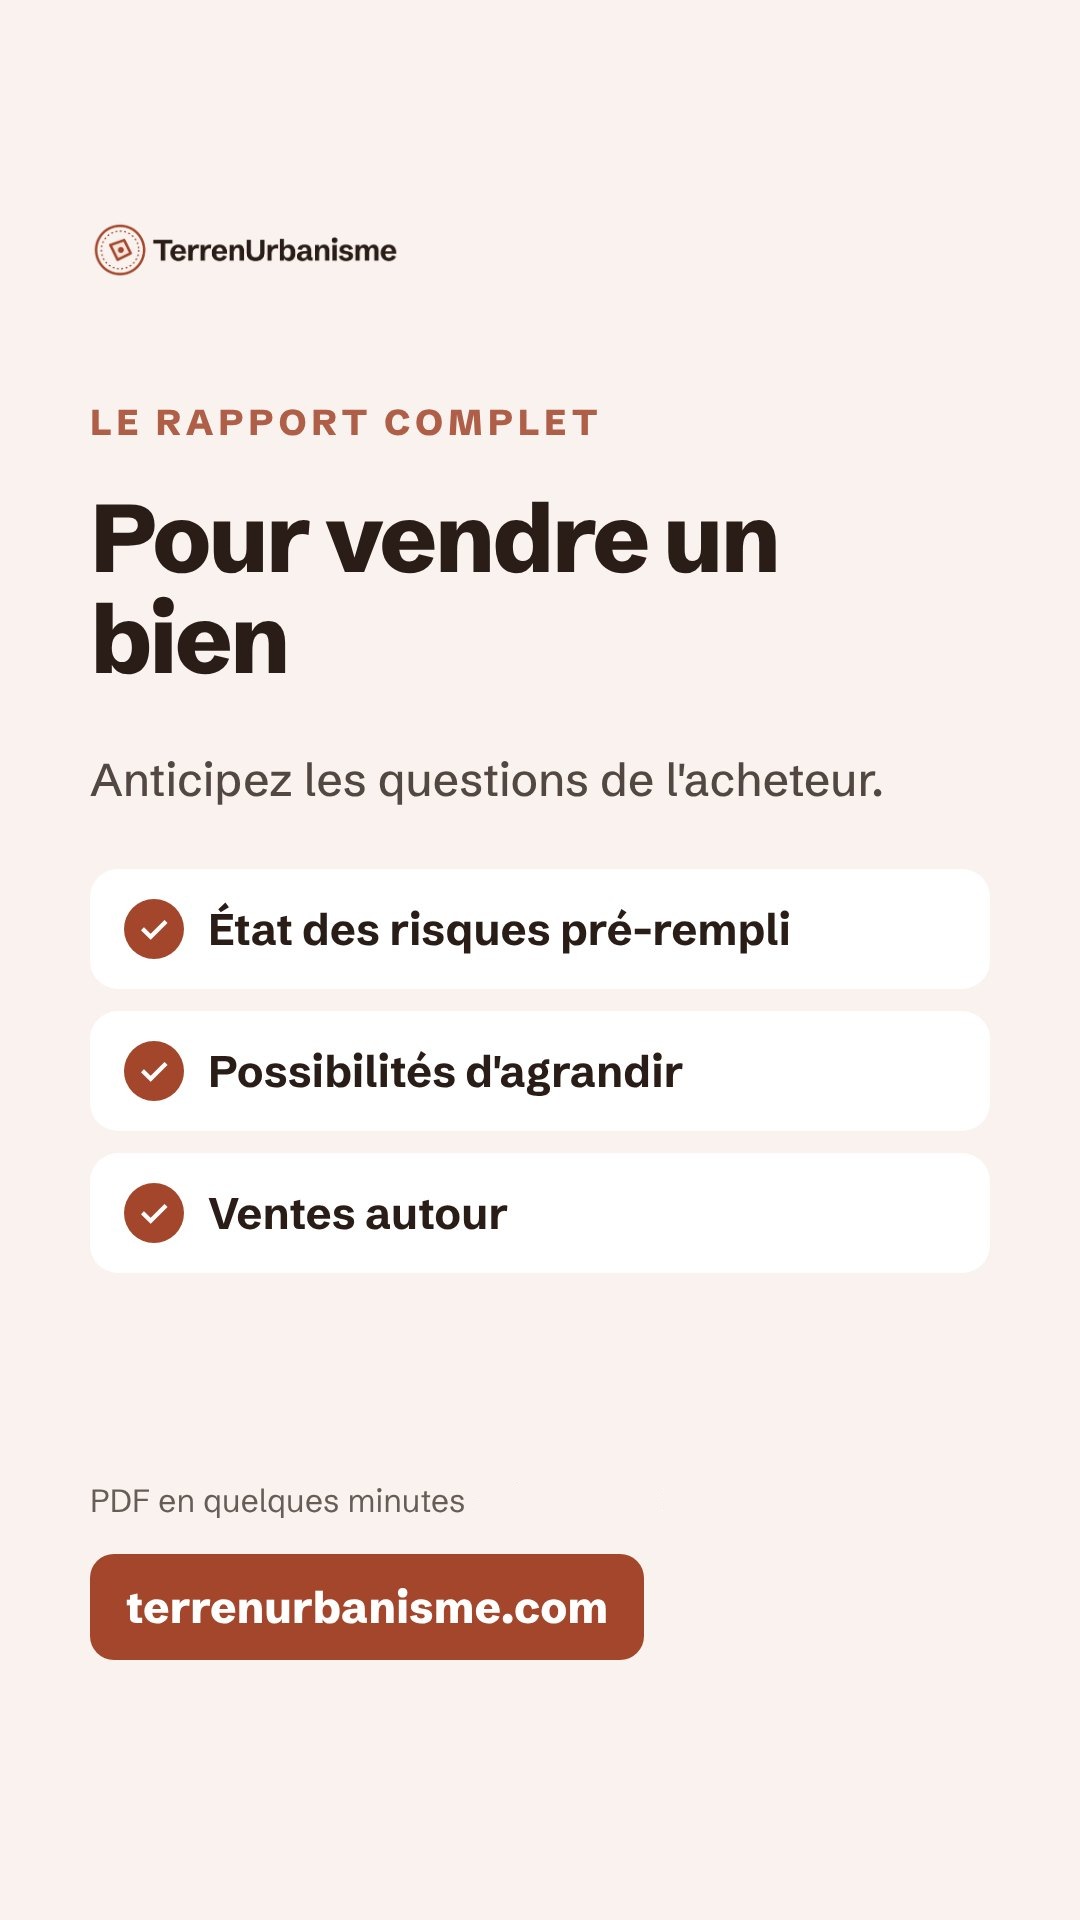 TerrenUrbanisme
LE RAPPORT COMPLET
Pour vendre un
bien
Anticipez les questions de l'acheteur.
État des risques pré-rempli
Possibilités d'agrandir
Ventes autour
PDF en quelques minutes
terrenurbanisme.com